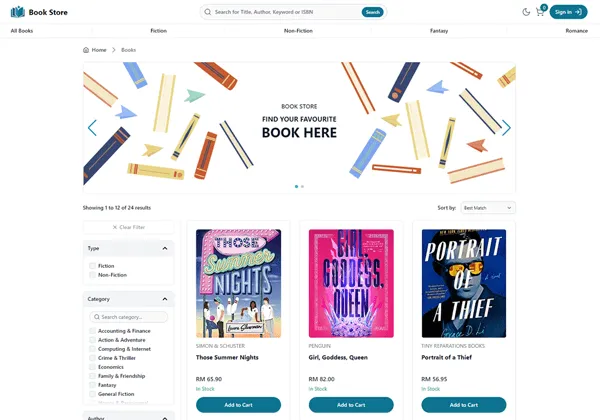 Book Store
Search for Title, Author, Keyword or ISBN
Search
0
Sign in
All Books
Fiction
Non-Fiction
Fantasy
Romance
Home
Books
BOOK STORE
FIND YOUR FAVOURITE
BOOK HERE
Showing 1 to 12 of 24 results
Sort by:
Best Match
Clear Filter
Type
Fiction
Non-Fiction
Category
Search category...
Accounting & Finance
Action & Adventure
Computing & Internet
Crime & Thriller
Economics
Family & Friendship
Fantasy
General Fiction
Author
THOSE
Summer
NIGHTS
Laura Silverman
SIMON & SCHUSTER
Those Summer Nights
RM 65.90
In Stock
Add to Cart
GIRL,
GODDESS,
QUEEN
PENGUIN
Girl, Goddess, Queen
RM 82.00
In Stock
Add to Cart
PORTRAIT
OF
A THIEF
Grace D. Li
TINY REPARATIONS BOOKS
Portrait of a Thief
RM 56.95
In Stock
Add to Cart